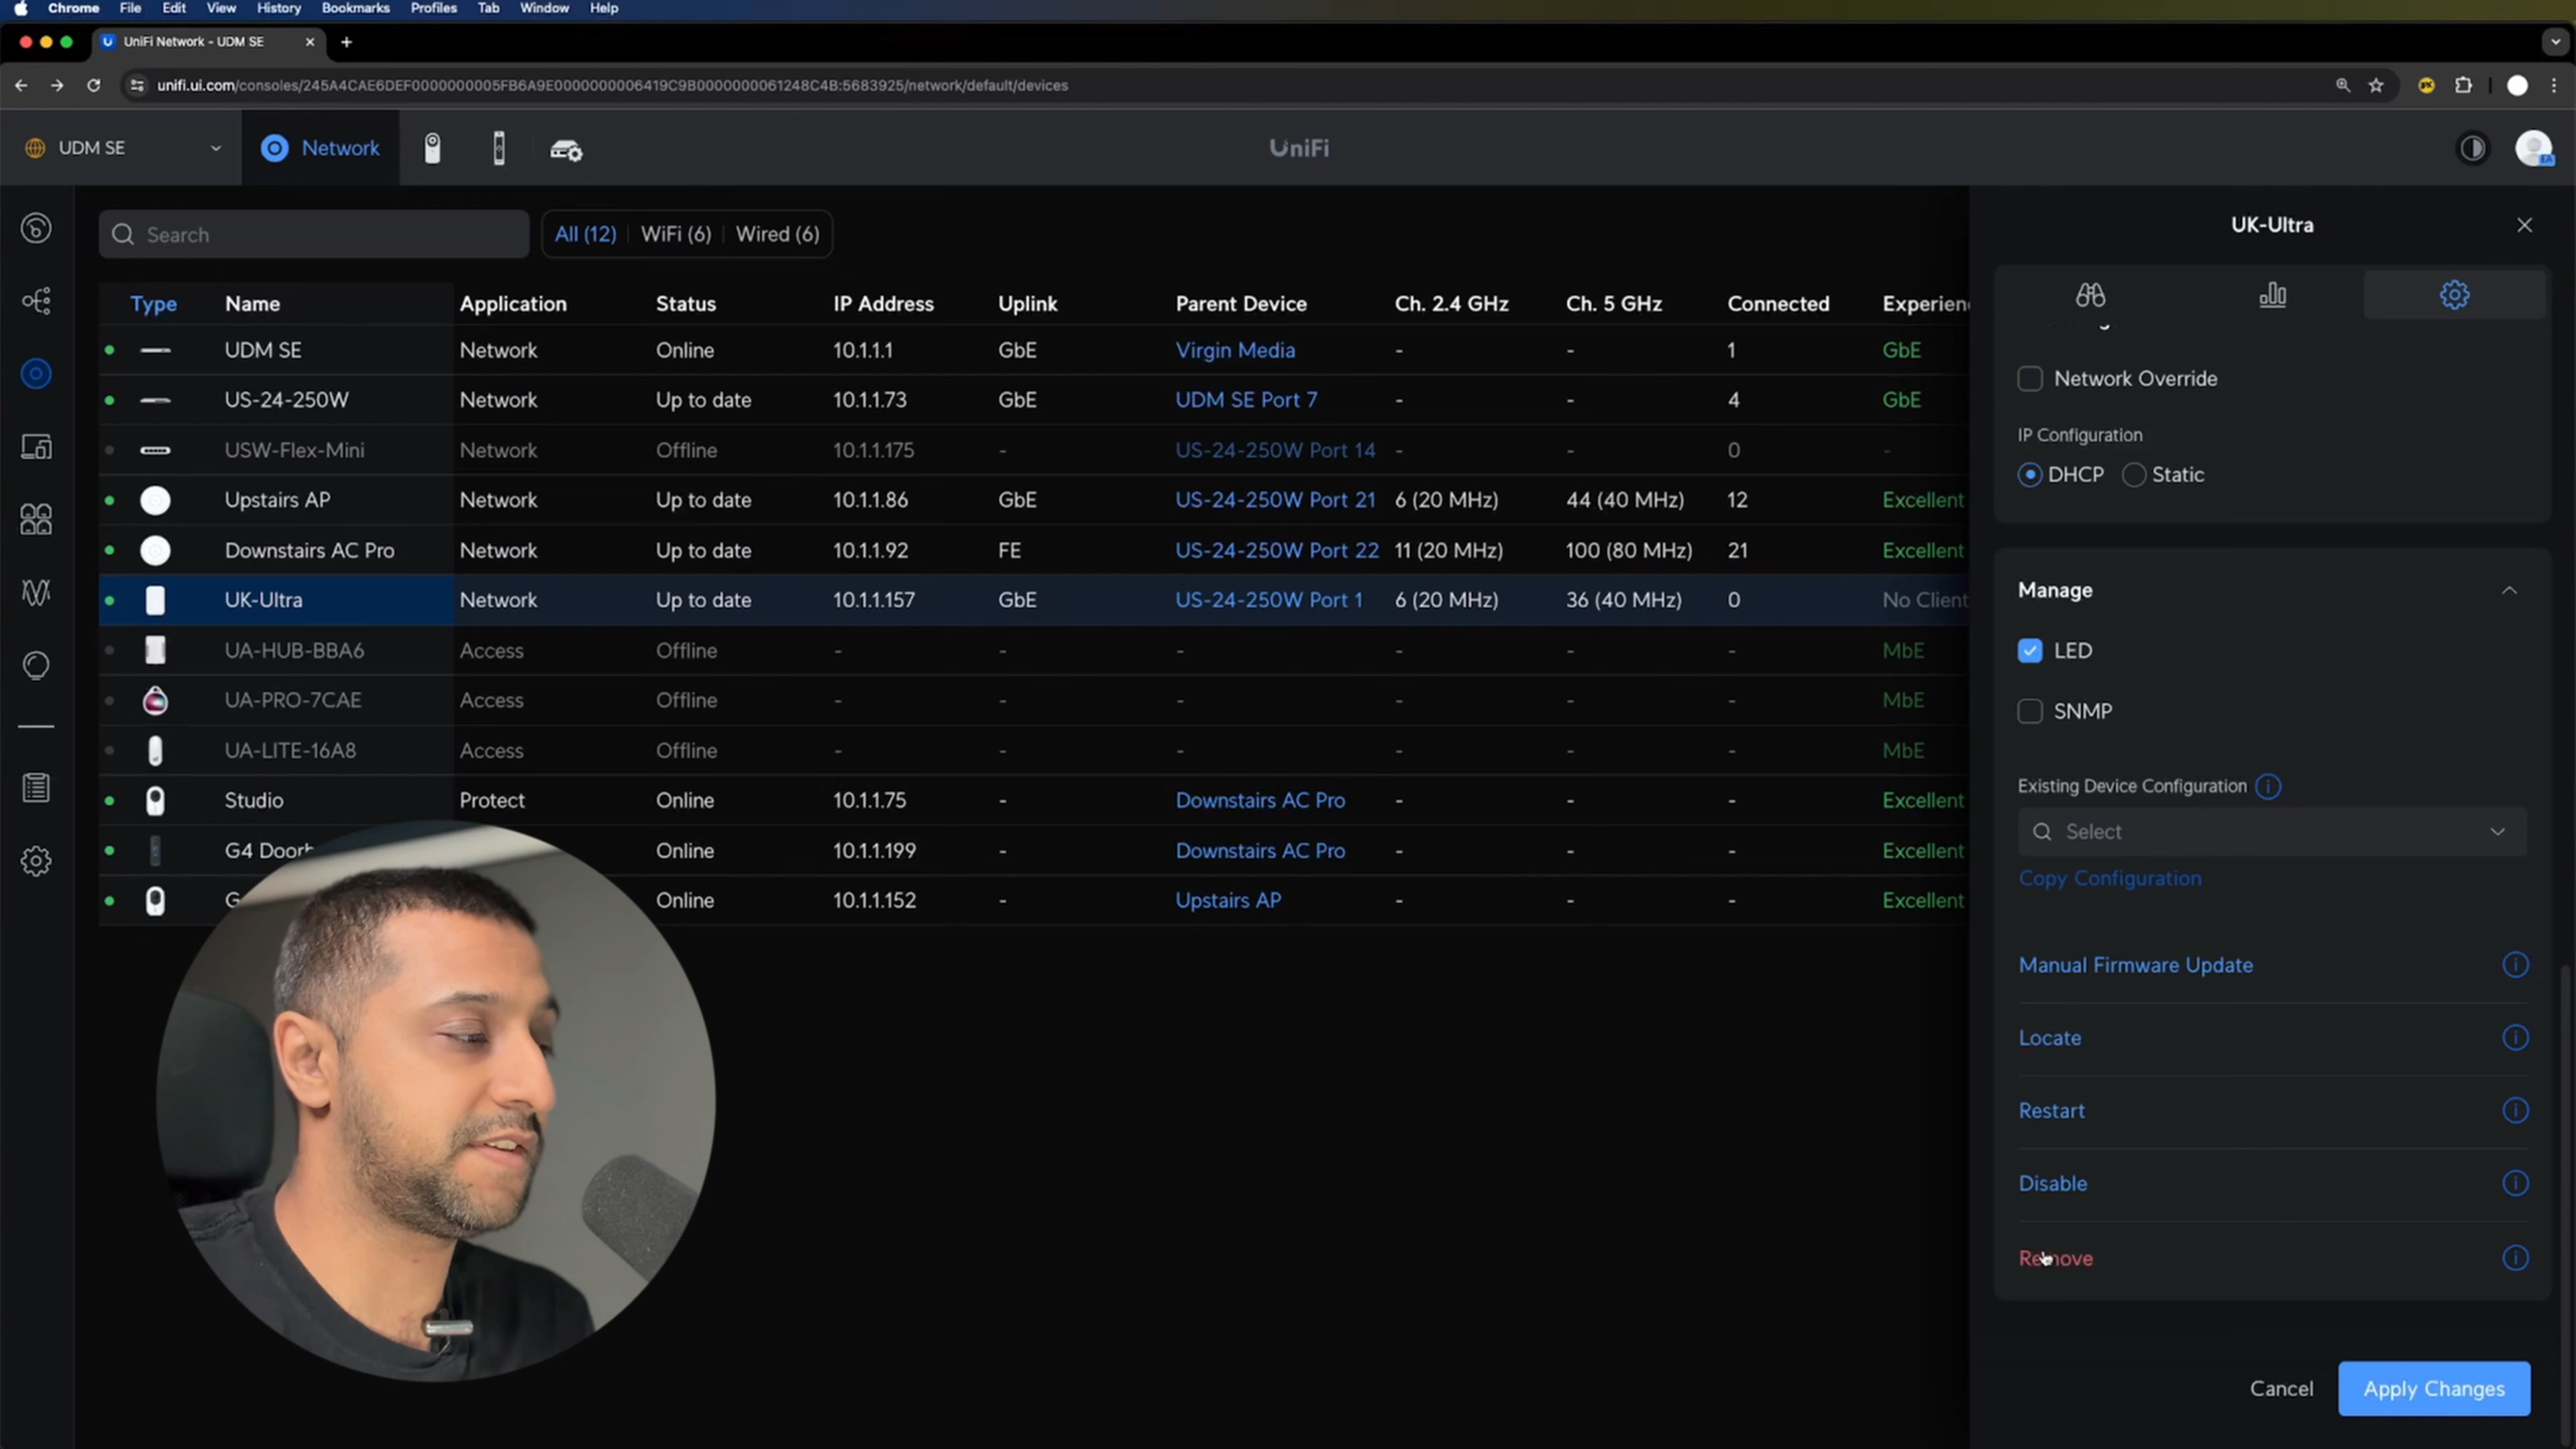 Chrome File Edit View History Bookmarks Profiles Tab Window Help
UniFi Network - UDM SE
unifi.ui.com/consoles/245A4CAE6DEF0000000005FB6A9E0000000006419C9B0000000061248C4B:5683925/network/default/devices
UDM SE Network UniFi
Search All (12) WiFi (6) Wired (6)
Type Name Application Status IP Address Uplink Parent Device Ch. 2.4 GHz Ch. 5 GHz Connected Experien
UDM SE Network Online 10.1.1.1 GbE Virgin Media - - 1 GbE
US-24-250W Network Up to date 10.1.1.73 GbE UDM SE Port 7 - - 4 GbE
USW-Flex-Mini Network Offline 10.1.1.175 - US-24-250W Port 14 - - 0 -
Upstairs AP Network Up to date 10.1.1.86 GbE US-24-250W Port 21 6 (20 MHz) 44 (40 MHz) 12 Excellent
Downstairs AC Pro Network Up to date 10.1.1.92 FE US-24-250W Port 22 11 (20 MHz) 100 (80 MHz) 21 Excellent
UK-Ultra Network Up to date 10.1.1.157 GbE US-24-250W Port 1 6 (20 MHz) 36 (40 MHz) 0 No Client
UA-HUB-BBA6 Access Offline - - - - - - MbE
UA-PRO-7CAE Access Offline - - - - - - MbE
UA-LITE-16A8 Access Offline - - - - - - MbE
Studio Protect Online 10.1.1.75 - Downstairs AC Pro - - - Excellent
G4 Doorb Online 10.1.1.199 - Downstairs AC Pro - - - Excellent
G Online 10.1.1.152 - Upstairs AP - - - Excellent
UK-Ultra
Network Override
IP Configuration
DHCP Static
Manage
LED
SNMP
Existing Device Configuration
Select
Copy Configuration
Manual Firmware Update
Locate
Restart
Disable
Remove
Cancel Apply Changes